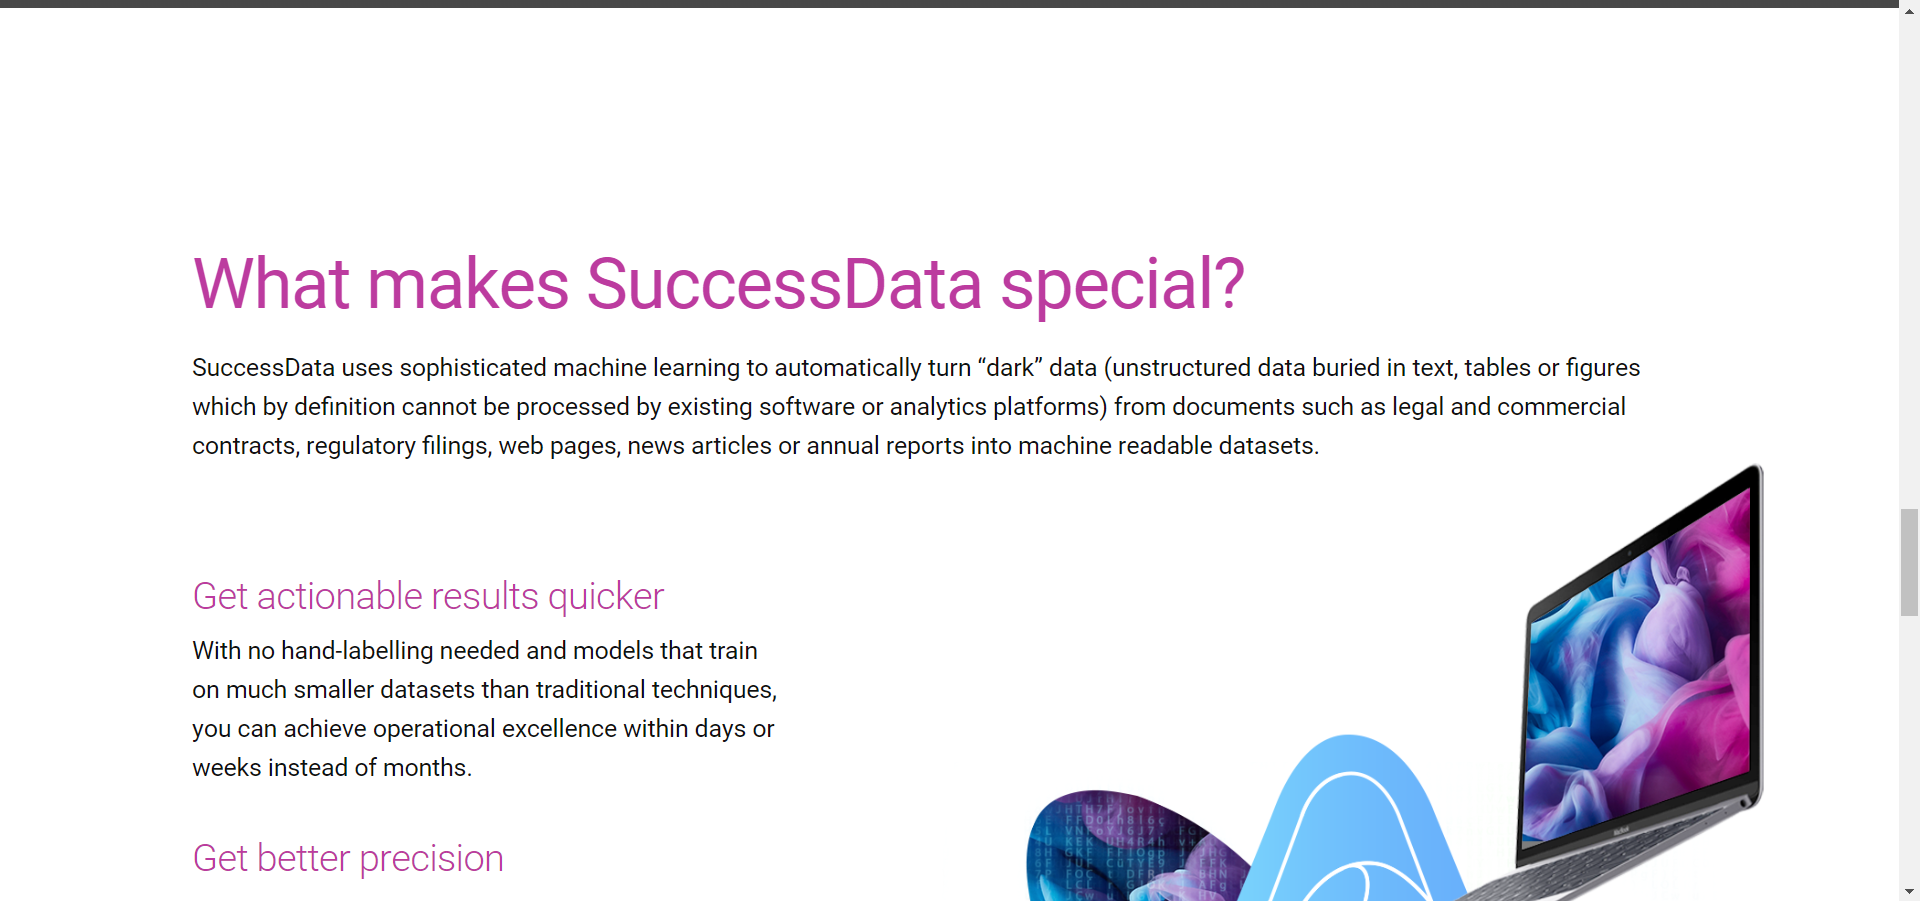 What makes SuccessData special?
SuccessData uses sophisticated machine learning to automatically turn “dark” data (unstructured data buried in text, tables or figures
which by definition cannot be processed by existing software or analytics platforms) from documents such as legal and commercial
contracts, regulatory filings, web pages, news articles or annual reports into machine readable datasets.
Get actionable results quicker
With no hand-labelling needed and models that train
on much smaller datasets than traditional techniques,
you can achieve operational excellence within days or
weeks instead of months.
Get better precision